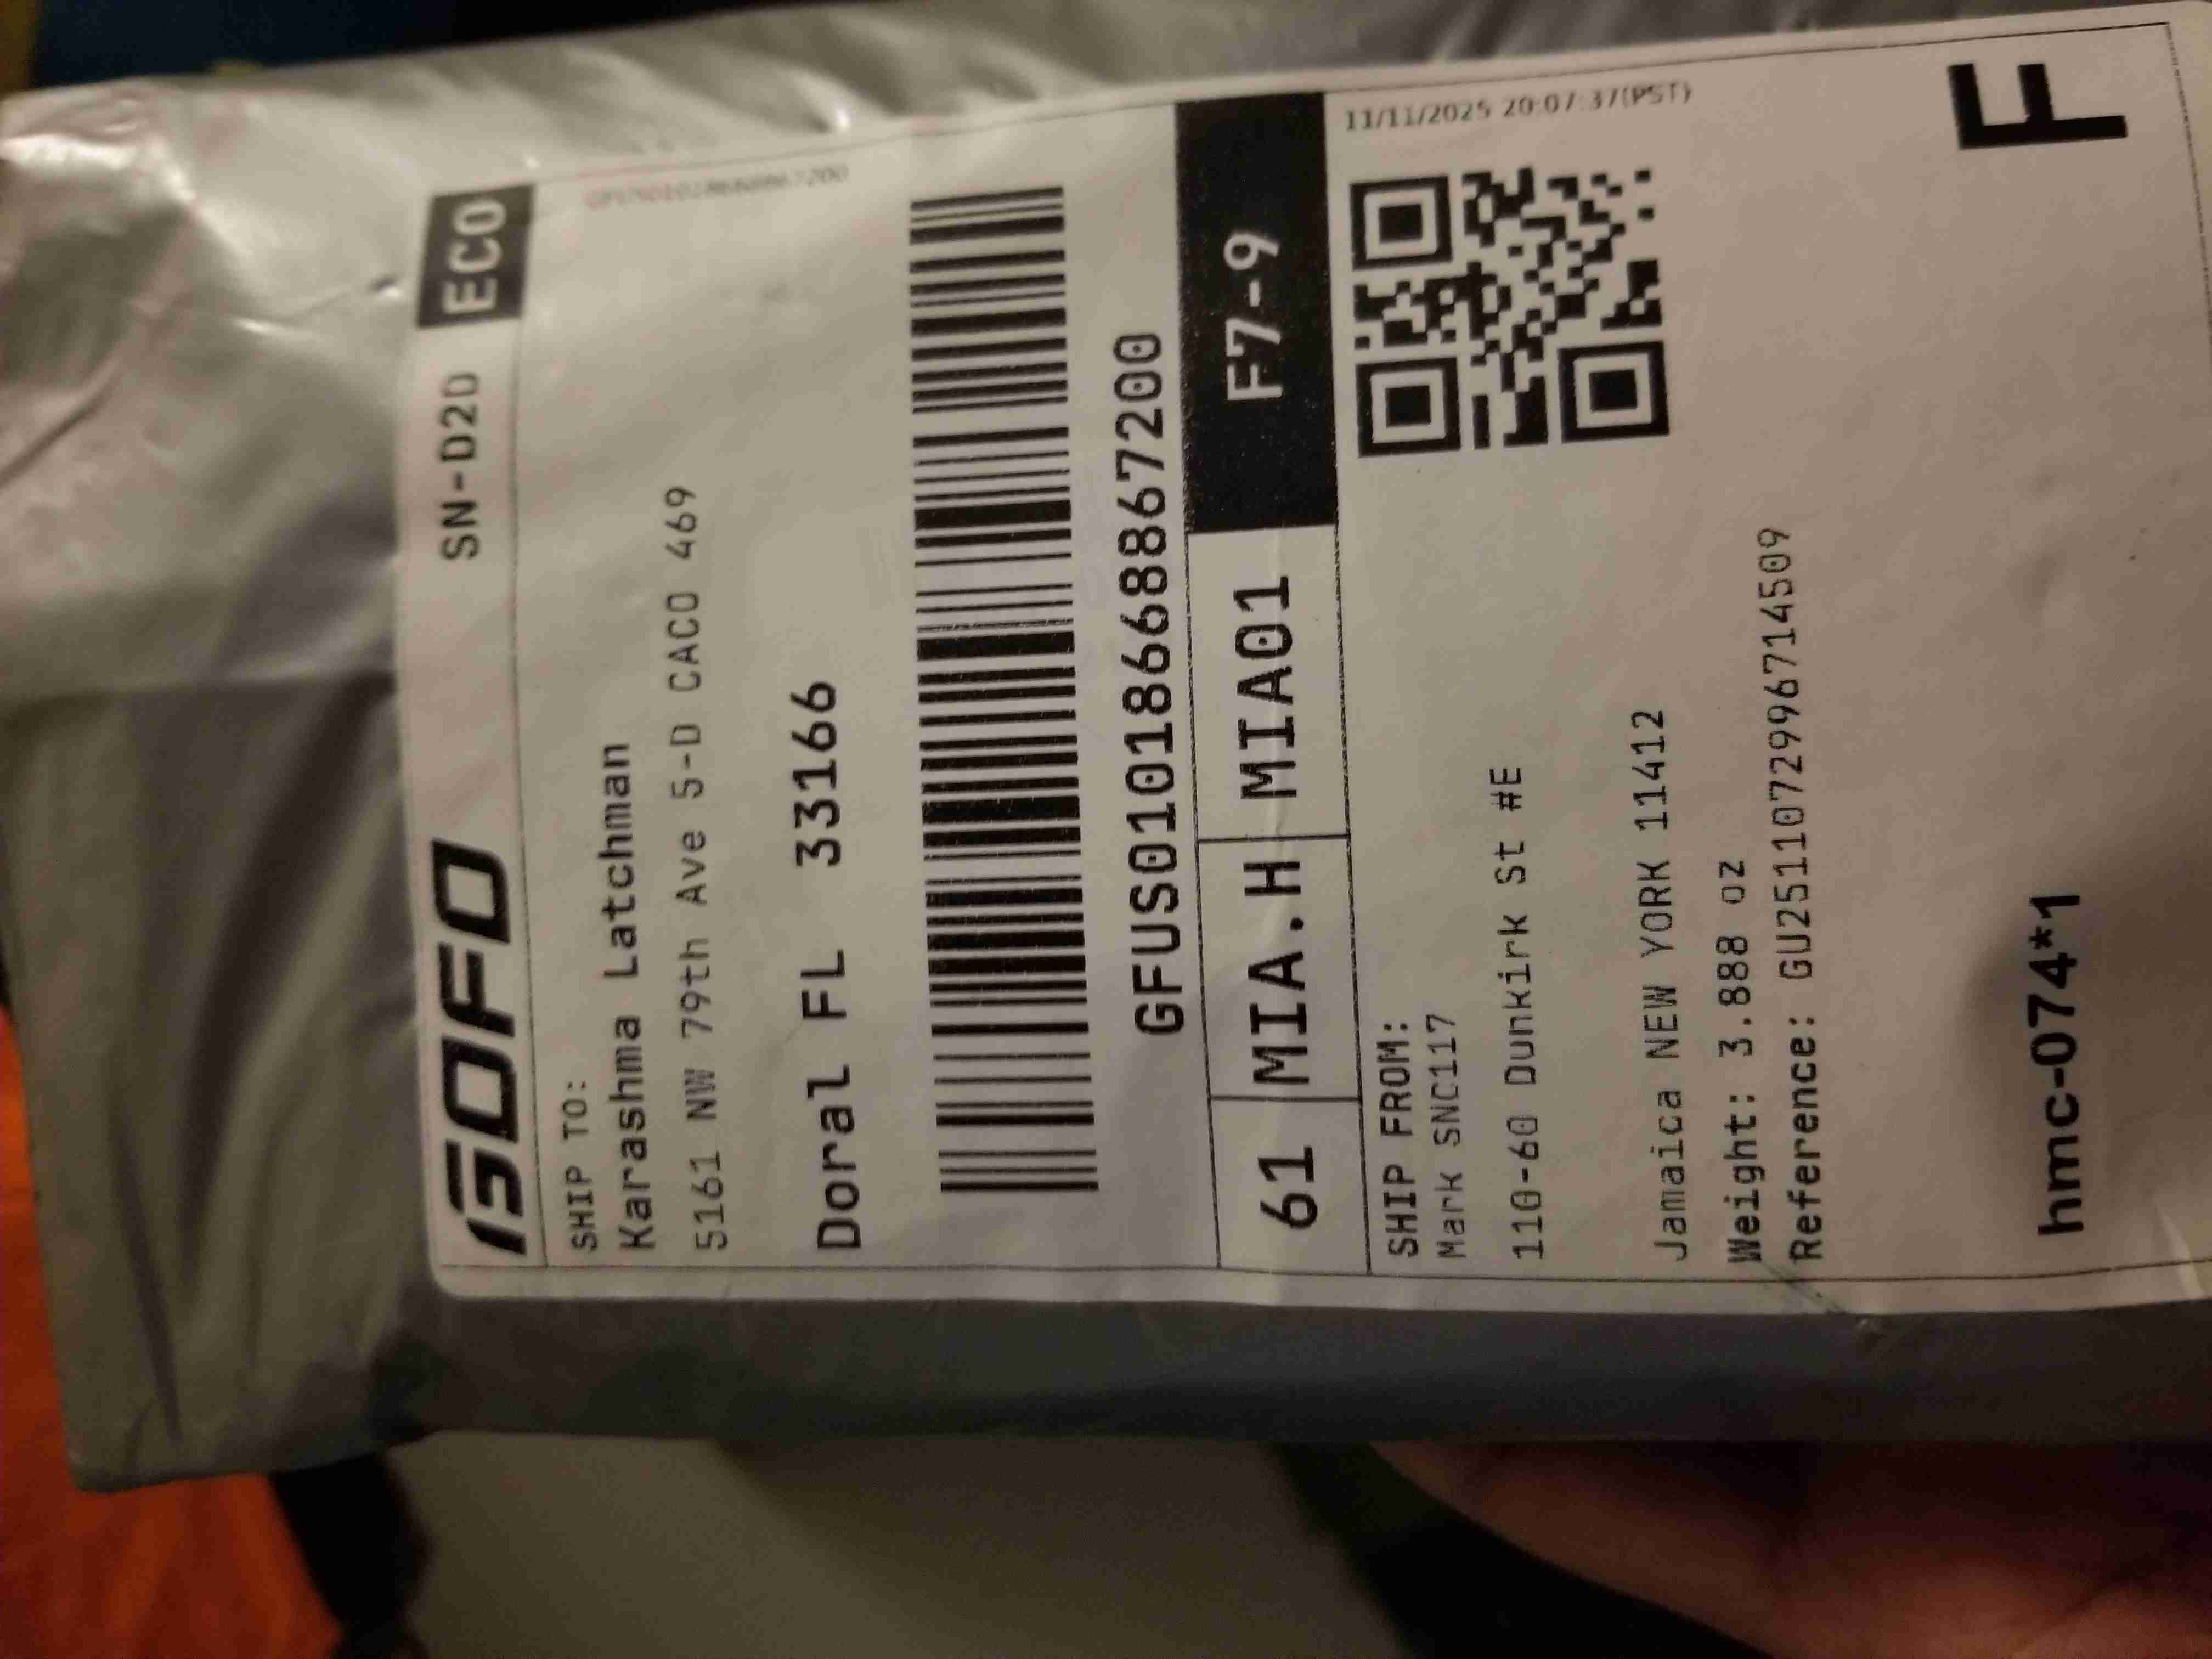 GOFO
SN-D2D ECO
SHIP TO:
Karashma Latchman
5161 NW 79th Ave 5-D CACO 469
Doral FL 33166
GFUS01018668867200
61 MIA.H MIA01 F7-9
11/11/2025 20:07:37(PST)
SHIP FROM:
Mark SNC117
110-60 Dunkirk St #E
Jamaica NEW YORK 11412
Weight: 3.888 oz
Reference: GU2511072996714509
hmc-074*1
F